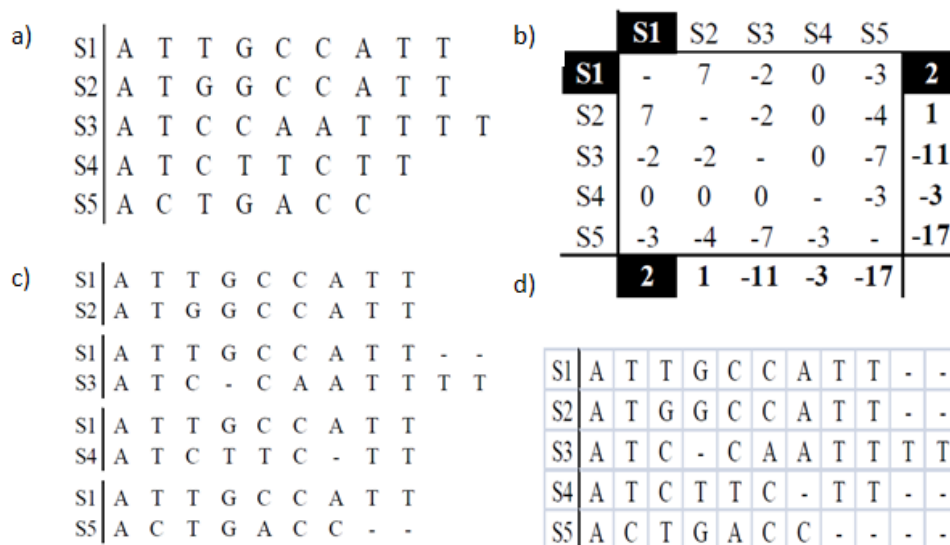 a)
S1 A T T G C C A T T
S2 A T G G C C A T T
S3 A T C C A A T T T T
S4 A T C T T C T T
S5 A C T G A C C
b)
S1 S2 S3 S4 S5
S1 - 7 -2 0 -3 2
S2 7 - -2 0 -4 1
S3 -2 -2 - 0 -7 -11
S4 0 0 0 - -3 -3
S5 -3 -4 -7 -3 - -17
2 1 -11 -3 -17
c)
S1 A T T G C C A T T
S2 A T G G C C A T T
S1 A T T G C C A T T - -
S3 A T C - C A A T T T T
S1 A T T G C C A T T
S4 A T C T T C - T T
S1 A T T G C C A T T
S5 A C T G A C C - -
d)
S1 A T T G C C A T T - -
S2 A T G G C C A T T - -
S3 A T C - C A A T T T T
S4 A T C T T C - T T - -
S5 A C T G A C C - - - -